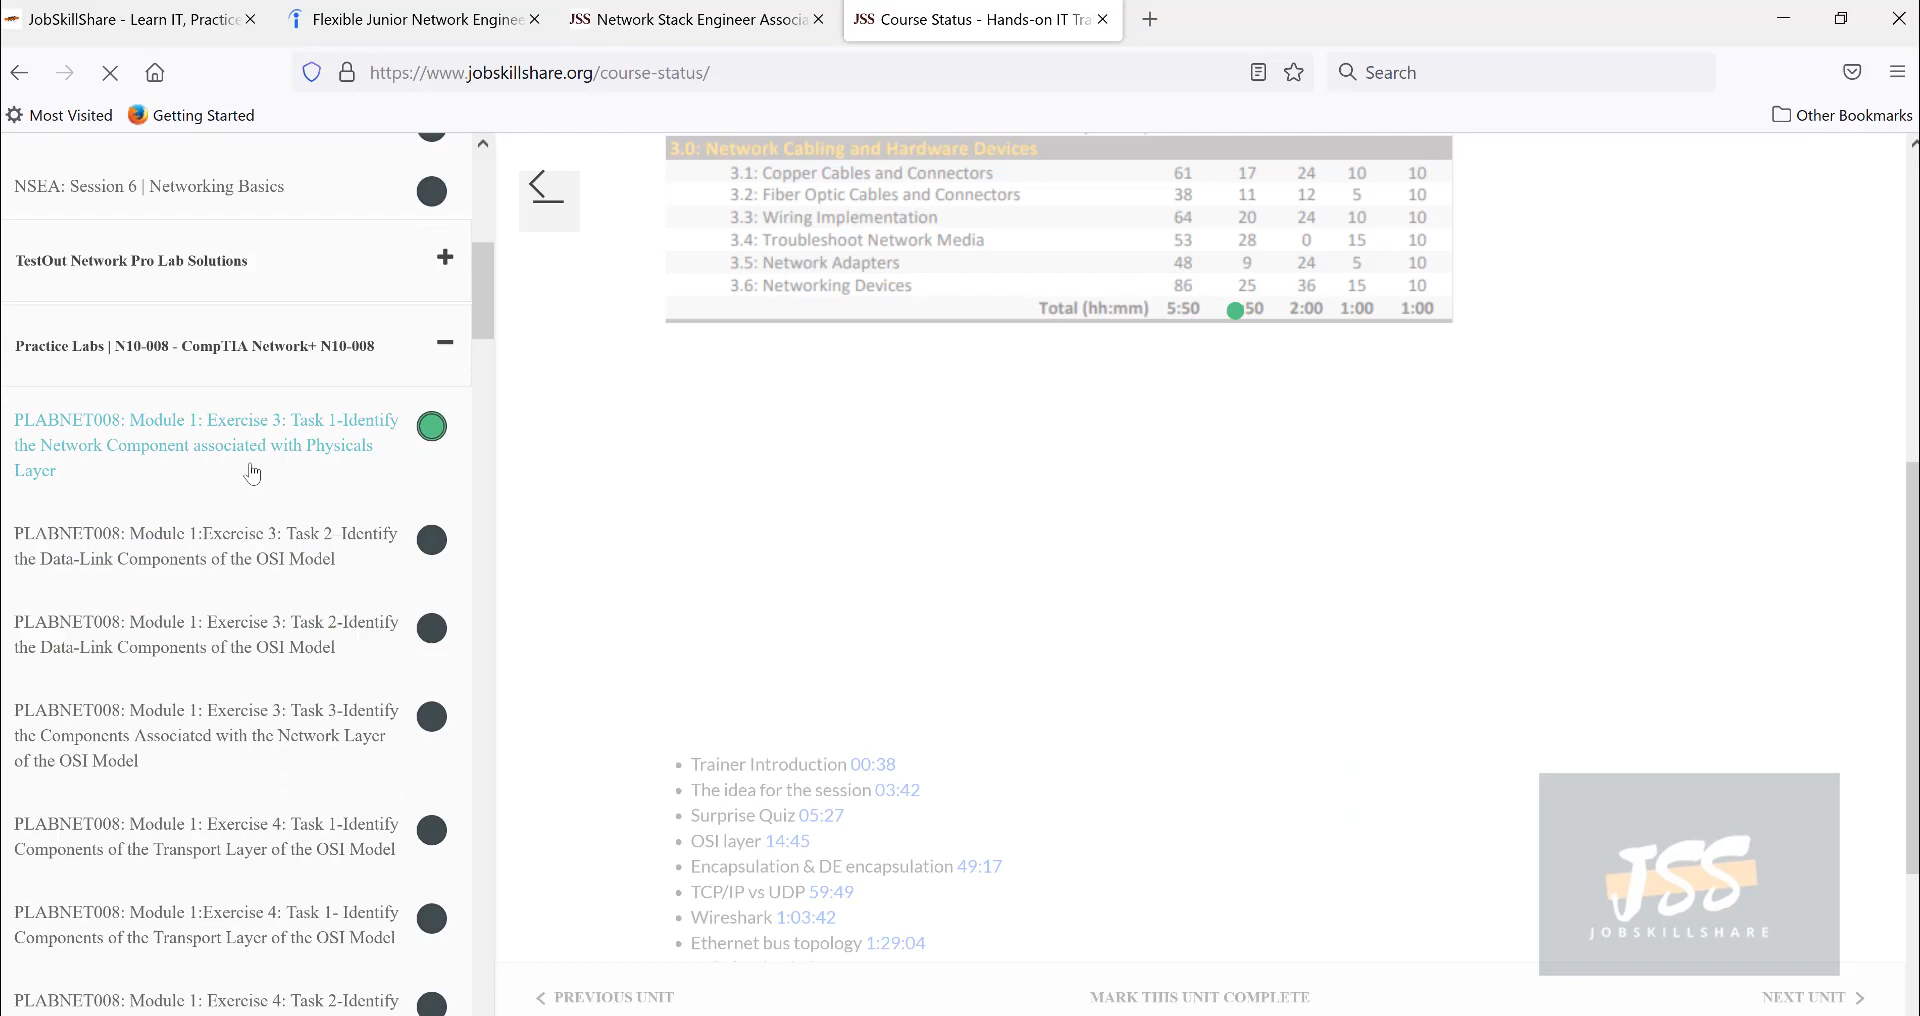 JobSkillShare - Learn IT, Practice
Flexible Junior Network Enginee
JSS Network Stack Engineer Associa
JSS Course Status - Hands-on IT Tra
https://www.jobskillshare.org/course-status/
Search
Most Visited
Getting Started
Other Bookmarks
NSEA: Session 6 | Networking Basics
TestOut Network Pro Lab Solutions
Practice Labs | N10-008 - CompTIA Network+ N10-008
PLABNET008: Module 1: Exercise 3: Task 1-Identify
the Network Component associated with Physicals
Layer
PLABNET008: Module 1:Exercise 3: Task 2–Identify
the Data-Link Components of the OSI Model
PLABNET008: Module 1: Exercise 3: Task 2-Identify
the Data-Link Components of the OSI Model
PLABNET008: Module 1: Exercise 3: Task 3-Identify
the Components Associated with the Network Layer
of the OSI Model
PLABNET008: Module 1: Exercise 4: Task 1-Identify
Components of the Transport Layer of the OSI Model
PLABNET008: Module 1:Exercise 4: Task 1- Identify
Components of the Transport Layer of the OSI Model
PLABNET008: Module 1: Exercise 4: Task 2-Identify
3.0: Network Cabling and Hardware Devices
3.1: Copper Cables and Connectors 61 17 24 10 10
3.2: Fiber Optic Cables and Connectors 38 11 12 5 10
3.3: Wiring Implementation 64 20 24 10 10
3.4: Troubleshoot Network Media 53 28 0 15 10
3.5: Network Adapters 48 9 24 5 10
3.6: Networking Devices 86 25 36 15 10
Total (hh:mm) 5:50 50 2:00 1:00 1:00
Trainer Introduction 00:38
The idea for the session 03:42
Surprise Quiz 05:27
OSI layer 14:45
Encapsulation & DE encapsulation 49:17
TCP/IP vs UDP 59:49
Wireshark 1:03:42
Ethernet bus topology 1:29:04
JSS
JOBSKILLSHARE
PREVIOUS UNIT
MARK THIS UNIT COMPLETE
NEXT UNIT